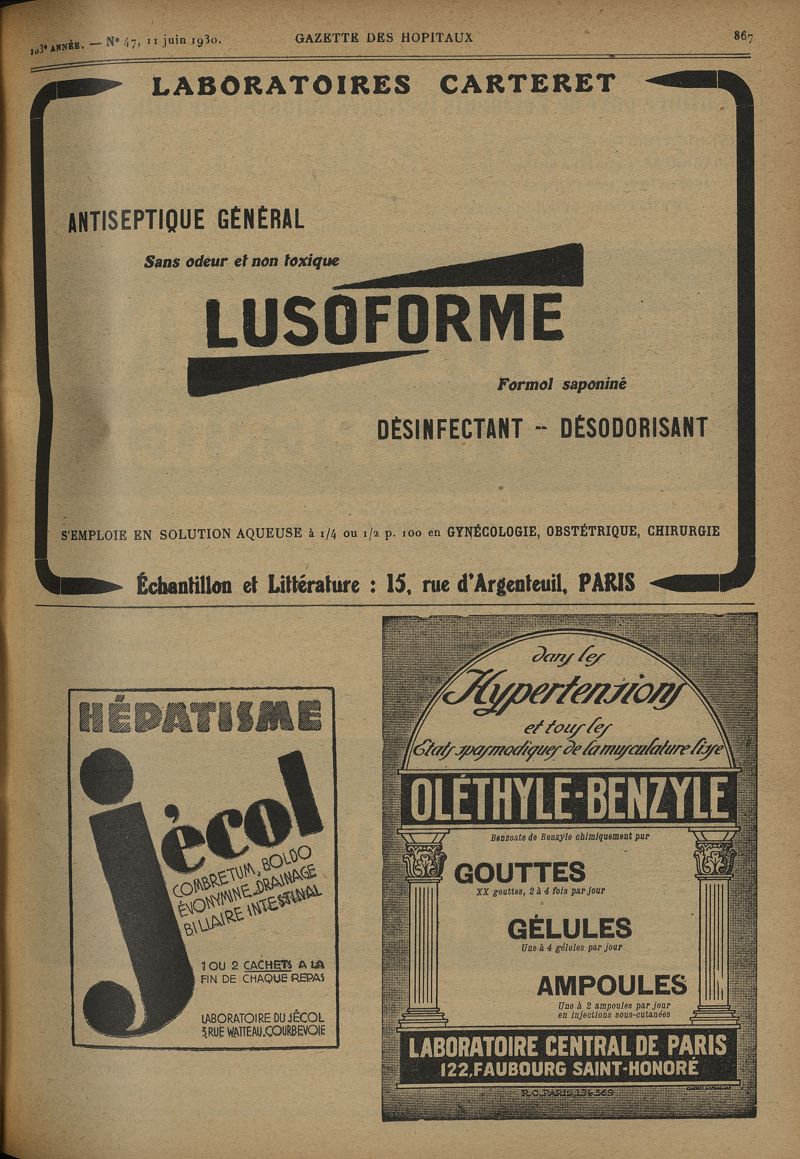 103e ANNÉE. — No 47, 11 juin 1930.
GAZETTE DES HOPITAUX
867
LABORATOIRES CARTERET
ANTISEPTIQUE GÉNÉRAL
Sans odeur et non toxique
LUSOFORME
Formol saponiné
DÉSINFECTANT -- DÉSODORISANT
S'EMPLOIE EN SOLUTION AQUEUSE à 1/4 ou 1/2 p. 100 en GYNÉCOLOGIE, OBSTÉTRIQUE, CHIRURGIE
Échantillon et Littérature : 15, rue d'Argenteuil, PARIS
HÉPATISME
jécol
COMBRETUM, BOLDO
ÉVONYMINE_DRAINAGE
BILIAIRE INTESTINAL
1 OU 2 CACHETS A LA
FIN DE CHAQUE REPAS
LABORATOIRE DU JÉCOL
3, RUE WATTEAU_COURBEVOIE
dans les
Hypertensions
et tous les
États spasmodiques de la musculature lisse
OLÉTHYLE-BENZYLE
Benzoate de Benzyle chimiquement pur
GOUTTES
XX gouttes, 2 à 4 fois par jour
GÉLULES
Une à 4 gélules par jour
AMPOULES
Une à 2 ampoules par jour
en injections sous-cutanées
LABORATOIRE CENTRAL DE PARIS
122, FAUBOURG SAINT-HONORÉ
R.C. PARIS, 134-569